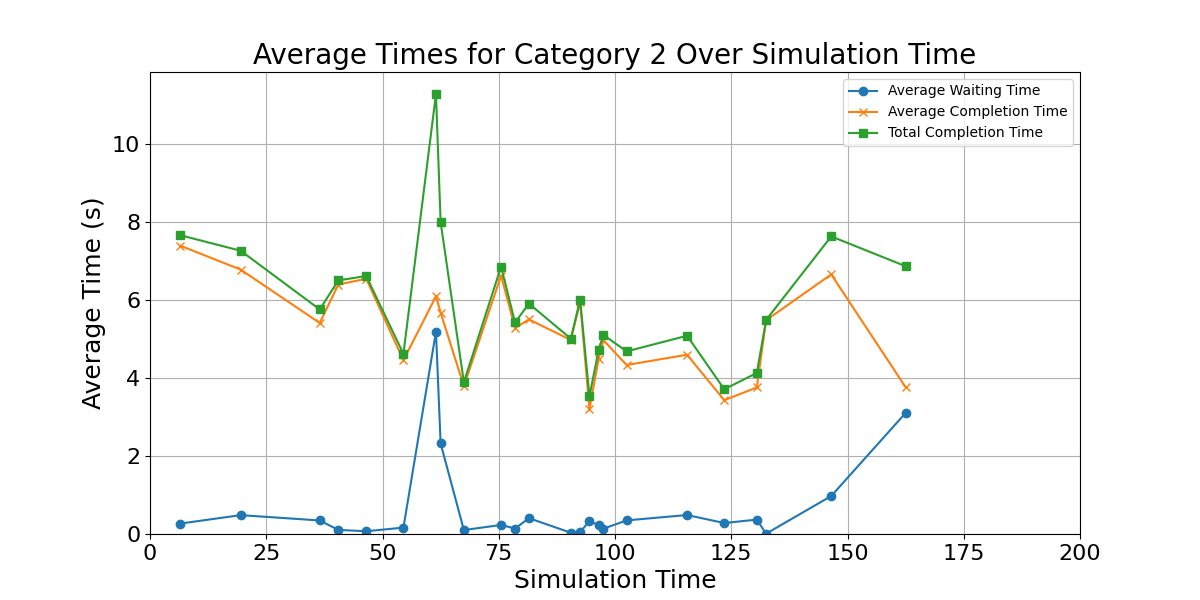 Average Times for Category 2 Over Simulation Time
Average Waiting Time
Average Completion Time
Total Completion Time
Average Time (s)
10
8
6
4
2
0
0 25 50 75 100 125 150 175 200
Simulation Time